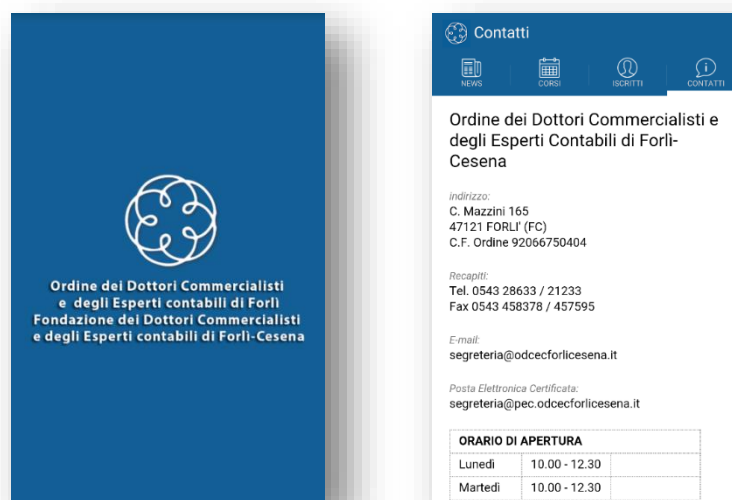 Ordine dei Dottori Commercialisti
e degli Esperti contabili di Forlì
Fondazione dei Dottori Commercialisti
e degli Esperti contabili di Forlì-Cesena
Contatti
NEWS
CORSI
ISCRITTI
CONTATTI
Ordine dei Dottori Commercialisti e
degli Esperti Contabili di Forlì-
Cesena
indirizzo:
C. Mazzini 165
47121 FORLI' (FC)
C.F. Ordine 92066750404
Recapiti:
Tel. 0543 28633 / 21233
Fax 0543 458378 / 457595
E-mail:
segreteria@odcecforlicesena.it
Posta Elettronica Certificata:
segreteria@pec.odcecforlicesena.it
ORARIO DI APERTURA
Lunedì 10.00 - 12.30
Martedì 10.00 - 12.30